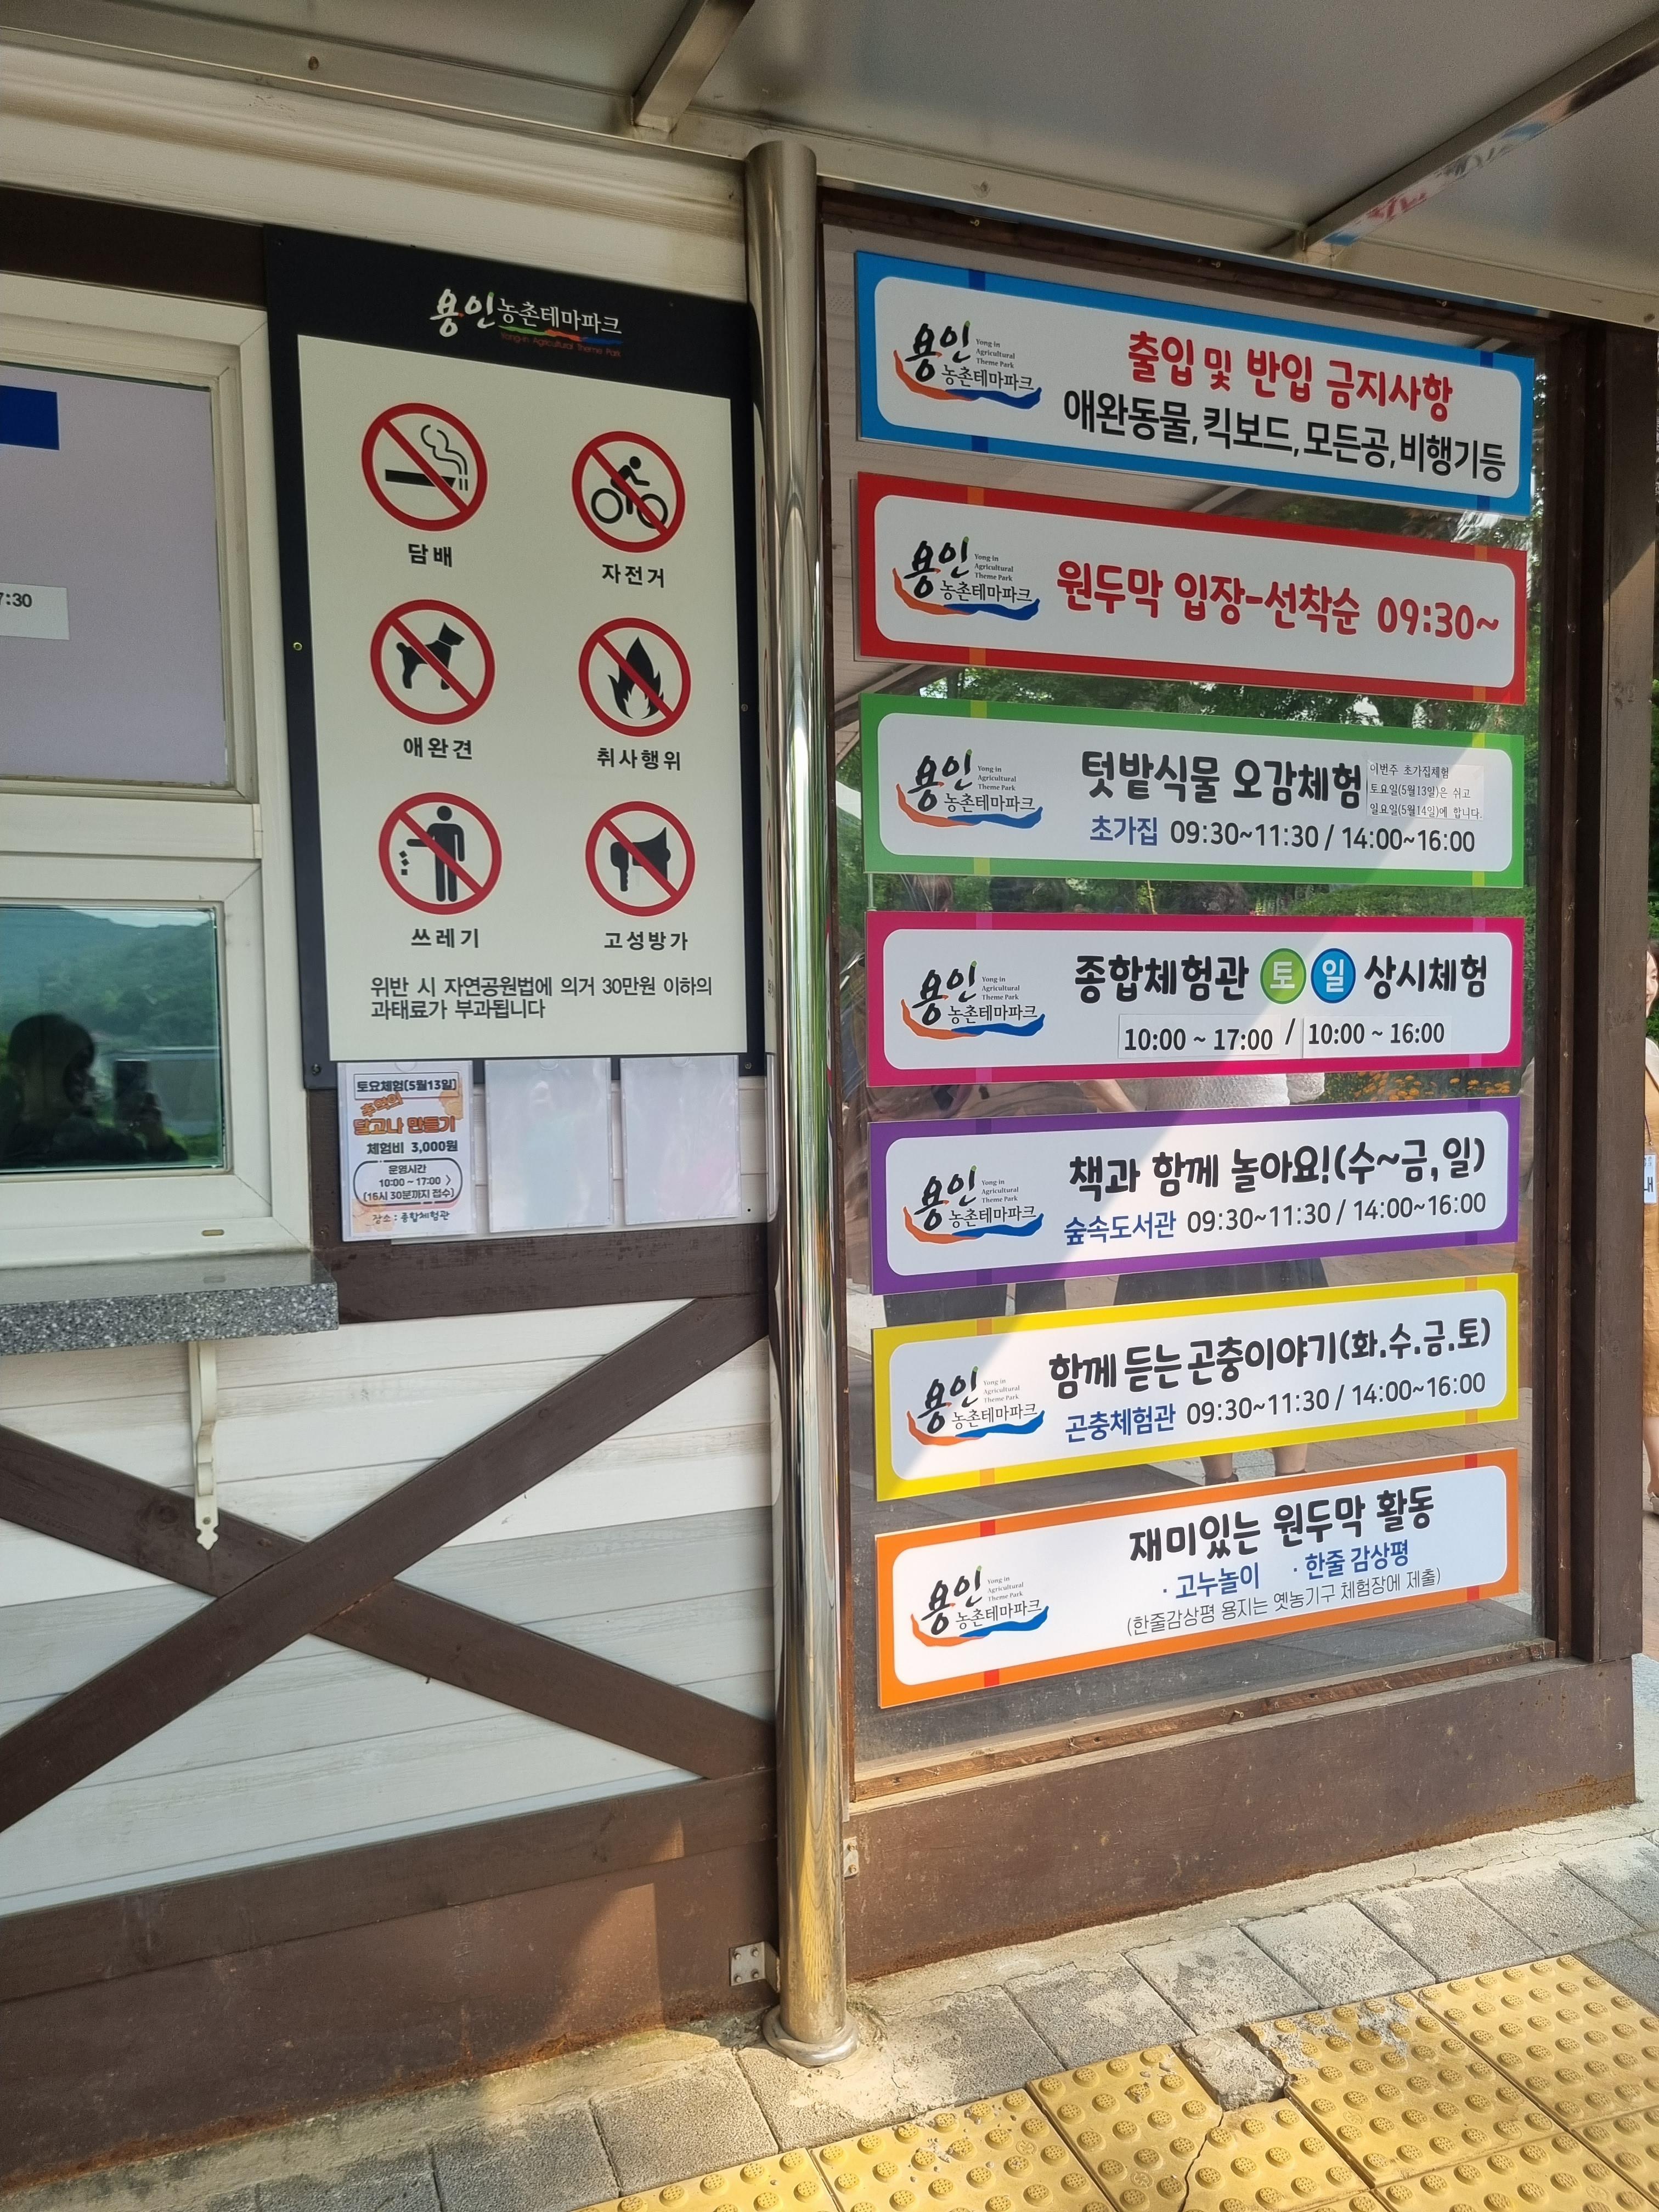 7:30
용인농촌테마파크
Yong-in Agricultural Theme Park
담배
자전거
애완견
취사행위
쓰레기
고성방가
위반 시 자연공원법에 의거 30만원 이하의
과태료가 부과됩니다
토요체험(5월13일)
추억의
달고나 만들기
체험비 3,000원
운영시간
10:00 ~ 17:00
(16시 30분까지 접수)
장소 : 종합체험관
용인 Yong in
Agricultural
Theme Park
농촌테마파크
출입 및 반입 금지사항
애완동물, 킥보드, 모든공, 비행기등
용인 Yong in
Agricultural
Theme Park
농촌테마파크
원두막 입장-선착순 09:30~
용인 Yong in
Agricultural
Theme Park
농촌테마파크
텃밭식물 오감체험
이번주 초가집체험
토요일(5월13일)은 쉬고
일요일(5월14일)에 합니다.
초가집 09:30~11:30 / 14:00~16:00
용인 Yong in
Agricultural
Theme Park
농촌테마파크
종합체험관 토 일 상시체험
10:00 ~ 17:00 / 10:00 ~ 16:00
용인 Yong in
Agricultural
Theme Park
농촌테마파크
책과 함께 놀아요!(수~금,일)
숲속도서관 09:30~11:30 / 14:00~16:00
용인 Yong in
Agricultural
Theme Park
농촌테마파크
함께 듣는 곤충이야기(화.수.금.토)
곤충체험관 09:30~11:30 / 14:00~16:00
용인 Yong in
Agricultural
Theme Park
농촌테마파크
재미있는 원두막 활동
· 고누놀이 · 한줄 감상평
(한줄감상평 용지는 옛농기구 체험장에 제출)